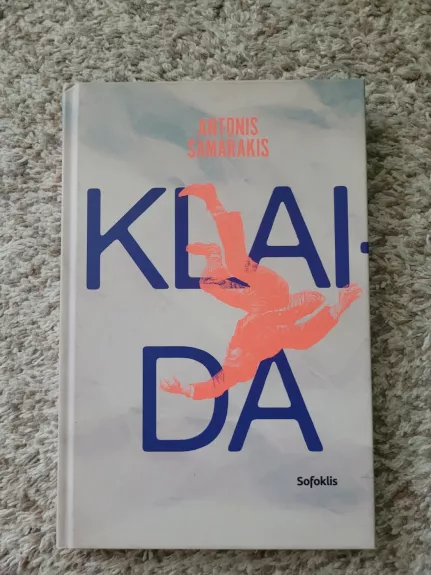 ANTONIS
SAMARAKIS
KLAI-
DA
Sofoklis